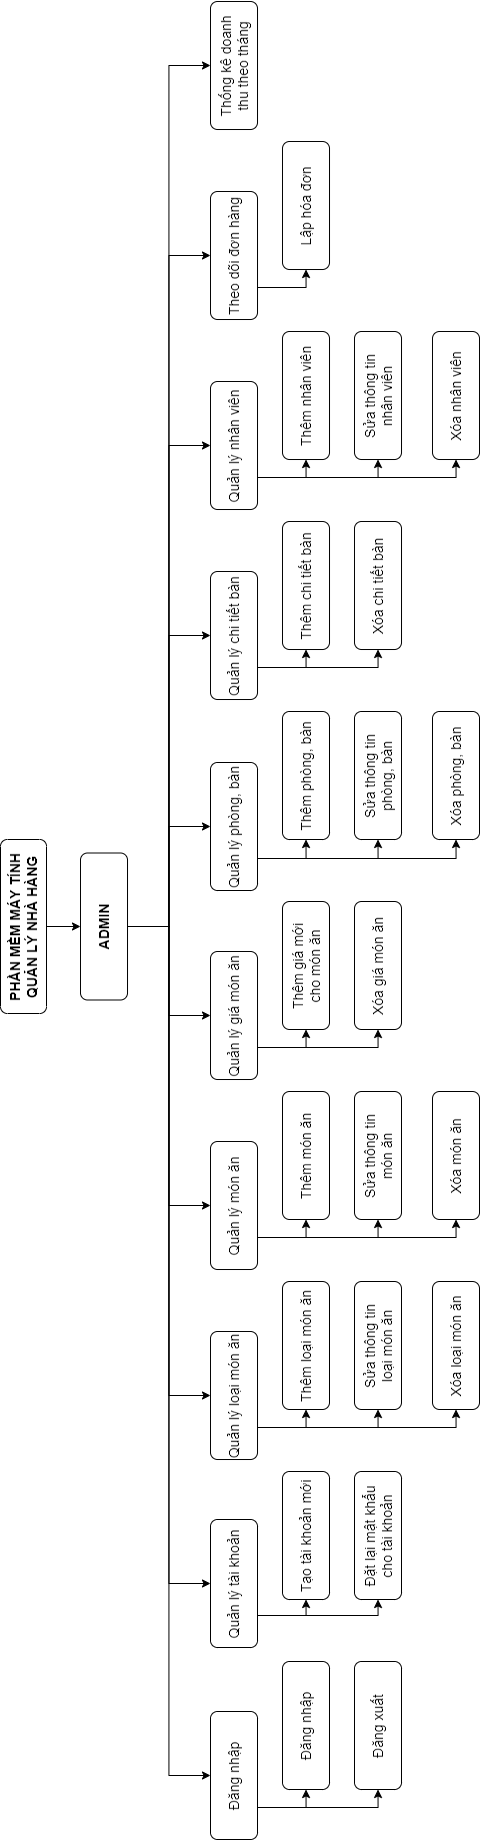 PHẦN MỀM MÁY TÍNH
QUẢN LÝ NHÀ HÀNG
ADMIN
Đăng nhập
Đăng nhập
Đăng xuất
Quản lý tài khoản
Tạo tài khoản mới
Đặt lại mật khẩu
cho tài khoản
Quản lý loại món ăn
Thêm loại món ăn
Sửa thông tin
loại món ăn
Xóa loại món ăn
Quản lý món ăn
Thêm món ăn
Sửa thông tin
món ăn
Xóa món ăn
Quản lý giá món ăn
Thêm giá mới
cho món ăn
Xóa giá món ăn
Quản lý phòng, bàn
Thêm phòng, bàn
Sửa thông tin
phòng, bàn
Xóa phòng, bàn
Quản lý chi tiết bàn
Thêm chi tiết bàn
Xóa chi tiết bàn
Quản lý nhân viên
Thêm nhân viên
Sửa thông tin
nhân viên
Xóa nhân viên
Theo dõi đơn hàng
Lập hóa đơn
Thống kê doanh
thu theo tháng